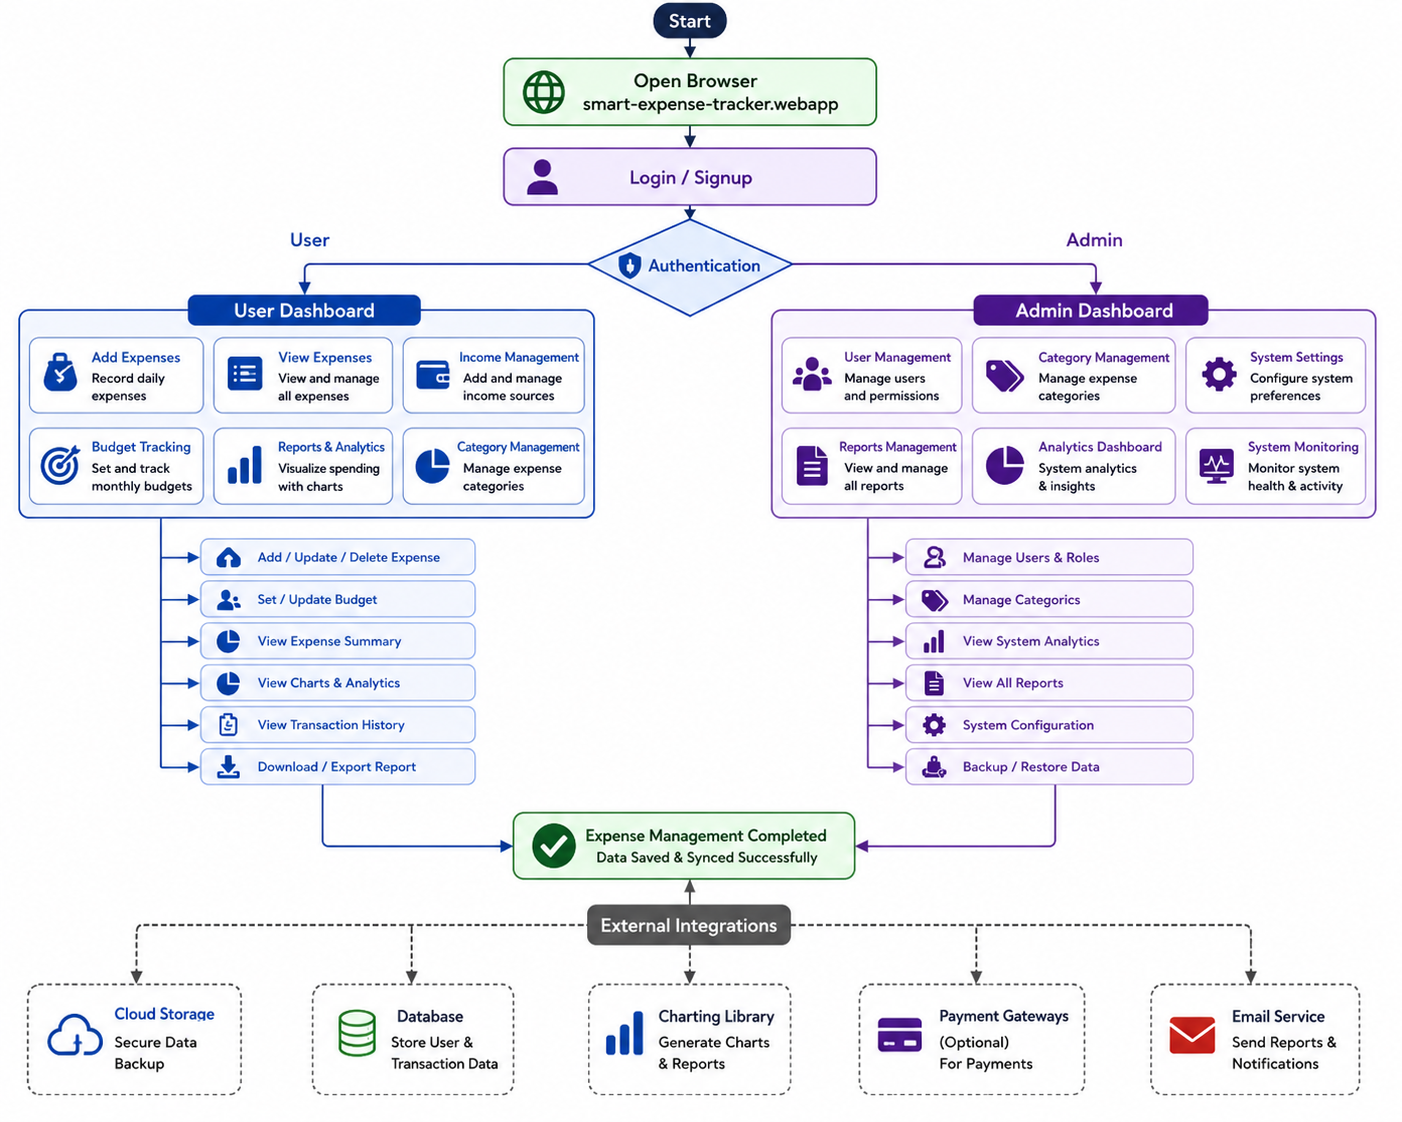 Start
Open Browser
smart-expense-tracker.webapp
Login / Signup
User
Admin
Authentication
User Dashboard
Add Expenses
Record daily
expenses
View Expenses
View and manage
all expenses
Income Management
Add and manage
income sources
Budget Tracking
Set and track
monthly budgets
Reports & Analytics
Visualize spending
with charts
Category Management
Manage expense
categories
Admin Dashboard
User Management
Manage users
and permissions
Category Management
Manage expense
categories
System Settings
Configure system
preferences
Reports Management
View and manage
all reports
Analytics Dashboard
System analytics
& insights
System Monitoring
Monitor system
health & activity
Add / Update / Delete Expense
Set / Update Budget
View Expense Summary
View Charts & Analytics
View Transaction History
Download / Export Report
Manage Users & Roles
Manage Categorics
View System Analytics
View All Reports
System Configuration
Backup / Restore Data
Expense Management Completed
Data Saved & Synced Successfully
External Integrations
Cloud Storage
Secure Data
Backup
Database
Store User &
Transaction Data
Charting Library
Generate Charts
& Reports
Payment Gateways
(Optional)
For Payments
Email Service
Send Reports &
Notifications